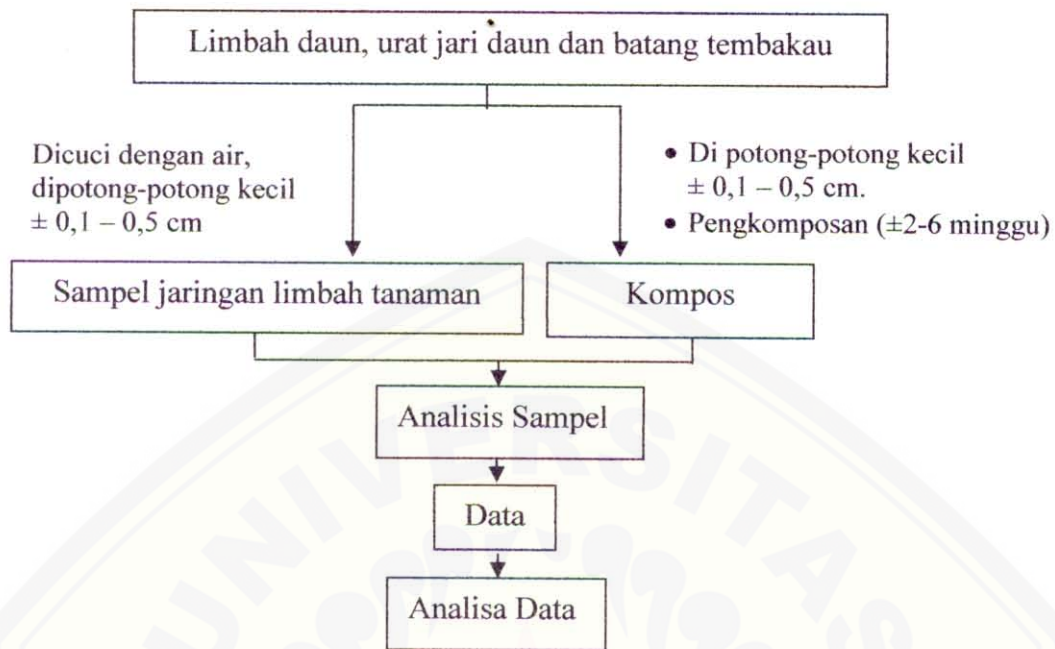 Limbah daun, urat jari daun dan batang tembakau
Dicuci dengan air,
dipotong-potong kecil
± 0,1 – 0,5 cm
• Di potong-potong kecil
± 0,1 – 0,5 cm.
• Pengkomposan (±2-6 minggu)
Sampel jaringan limbah tanaman
Kompos
Analisis Sampel
Data
Analisa Data
UNIVERSITAS